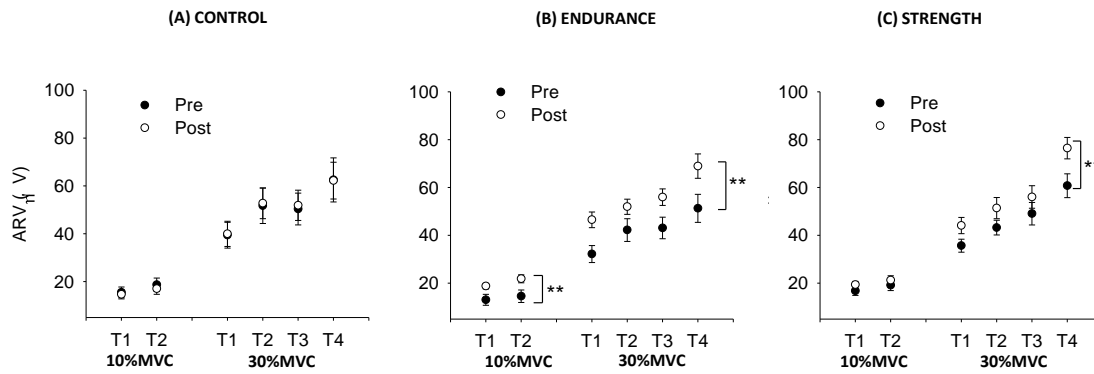 (A) CONTROL
(B) ENDURANCE
(C) STRENGTH
100
80
60
40
20
ARV ( V)
Pre
Post
T1 T2 T1 T2 T3 T4
10%MVC 30%MVC
100
80
60
40
20
Pre
Post
**
**
T1 T2 T1 T2 T3 T4
10%MVC 30%MVC
100
80
60
40
20
Pre
Post
T1 T2 T1 T2 T3 T4
10%MVC 30%MVC